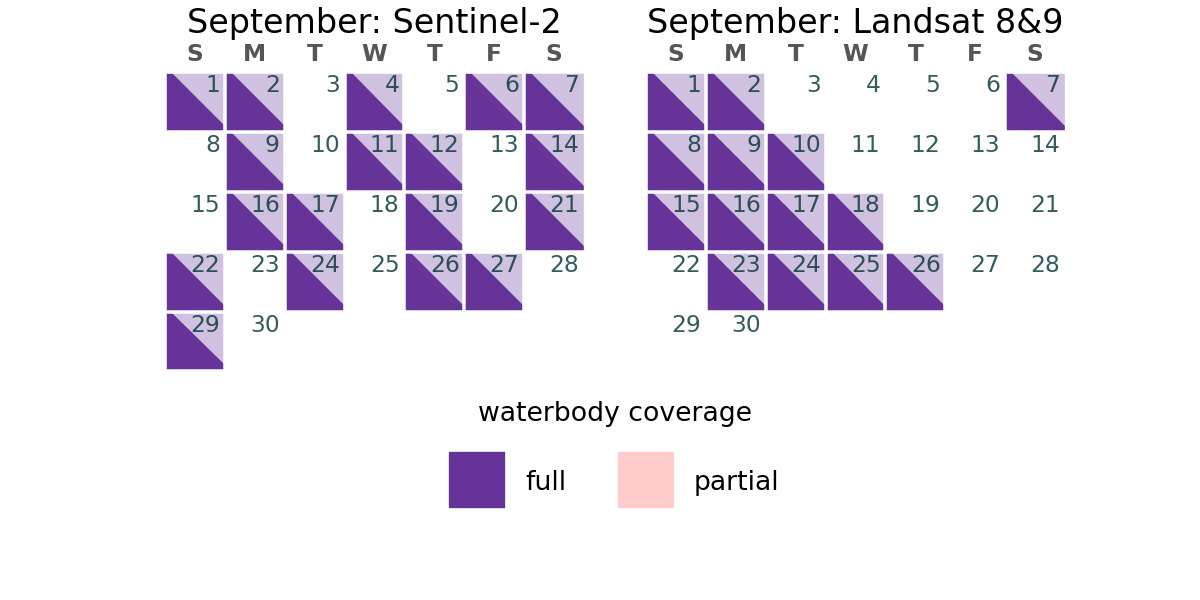 September: Sentinel-2
S M T W T F S
1 2 3 4 5 6 7
8 9 10 11 12 13 14
15 16 17 18 19 20 21
22 23 24 25 26 27 28
29 30
September: Landsat 8&9
S M T W T F S
1 2 3 4 5 6 7
8 9 10 11 12 13 14
15 16 17 18 19 20 21
22 23 24 25 26 27 28
29 30
waterbody coverage
full partial